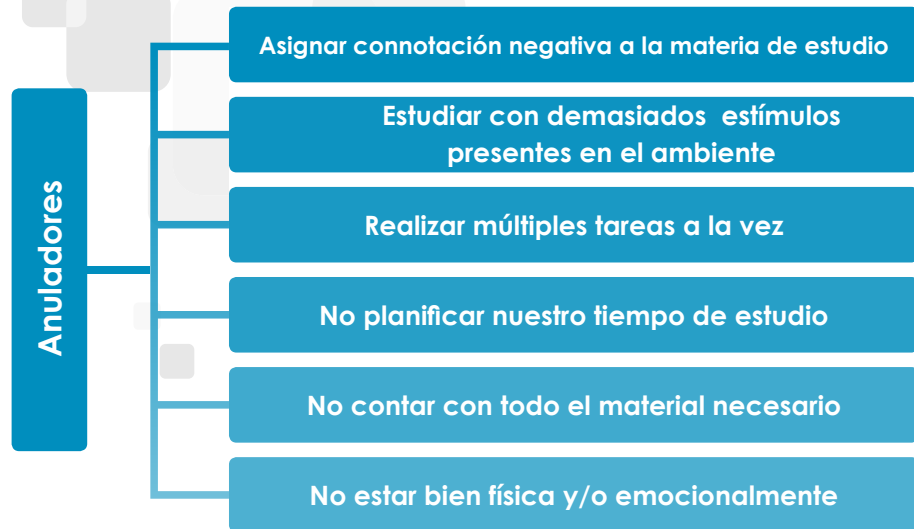 Anuladores
Asignar connotación negativa a la materia de estudio
Estudiar con demasiados estímulos
presentes en el ambiente
Realizar múltiples tareas a la vez
No planificar nuestro tiempo de estudio
No contar con todo el material necesario
No estar bien física y/o emocionalmente